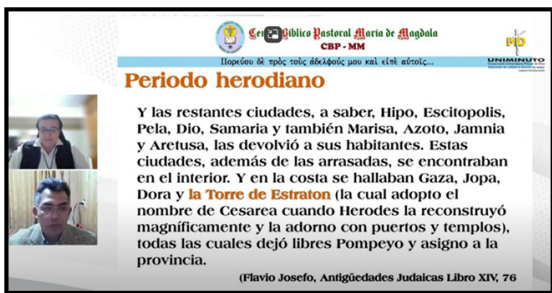 Centro Bíblico Pastoral María de Magdala
CBP - MM
Πορεύου δὲ πρὸς τοὺς ἀδελφούς μου καὶ εἰπὲ αὐτοῖς...
UNIMINUTO
Periodo herodiano
Y las restantes ciudades, a saber, Hipo, Escitopolis,
Pela, Dio, Samaria y también Marisa, Azoto, Jamnia
y Aretusa, las devolvió a sus habitantes. Estas
ciudades, además de las arrasadas, se encontraban
en el interior. Y en la costa se hallaban Gaza, Jopa,
Dora y la Torre de Estraton (la cual adopto el
nombre de Cesarea cuando Herodes la reconstruyó
magníficamente y la adorno con puertos y templos),
todas las cuales dejó libres Pompeyo y asigno a la
provincia.
(Flavio Josefo, Antigüedades Judaicas Libro XIV, 76